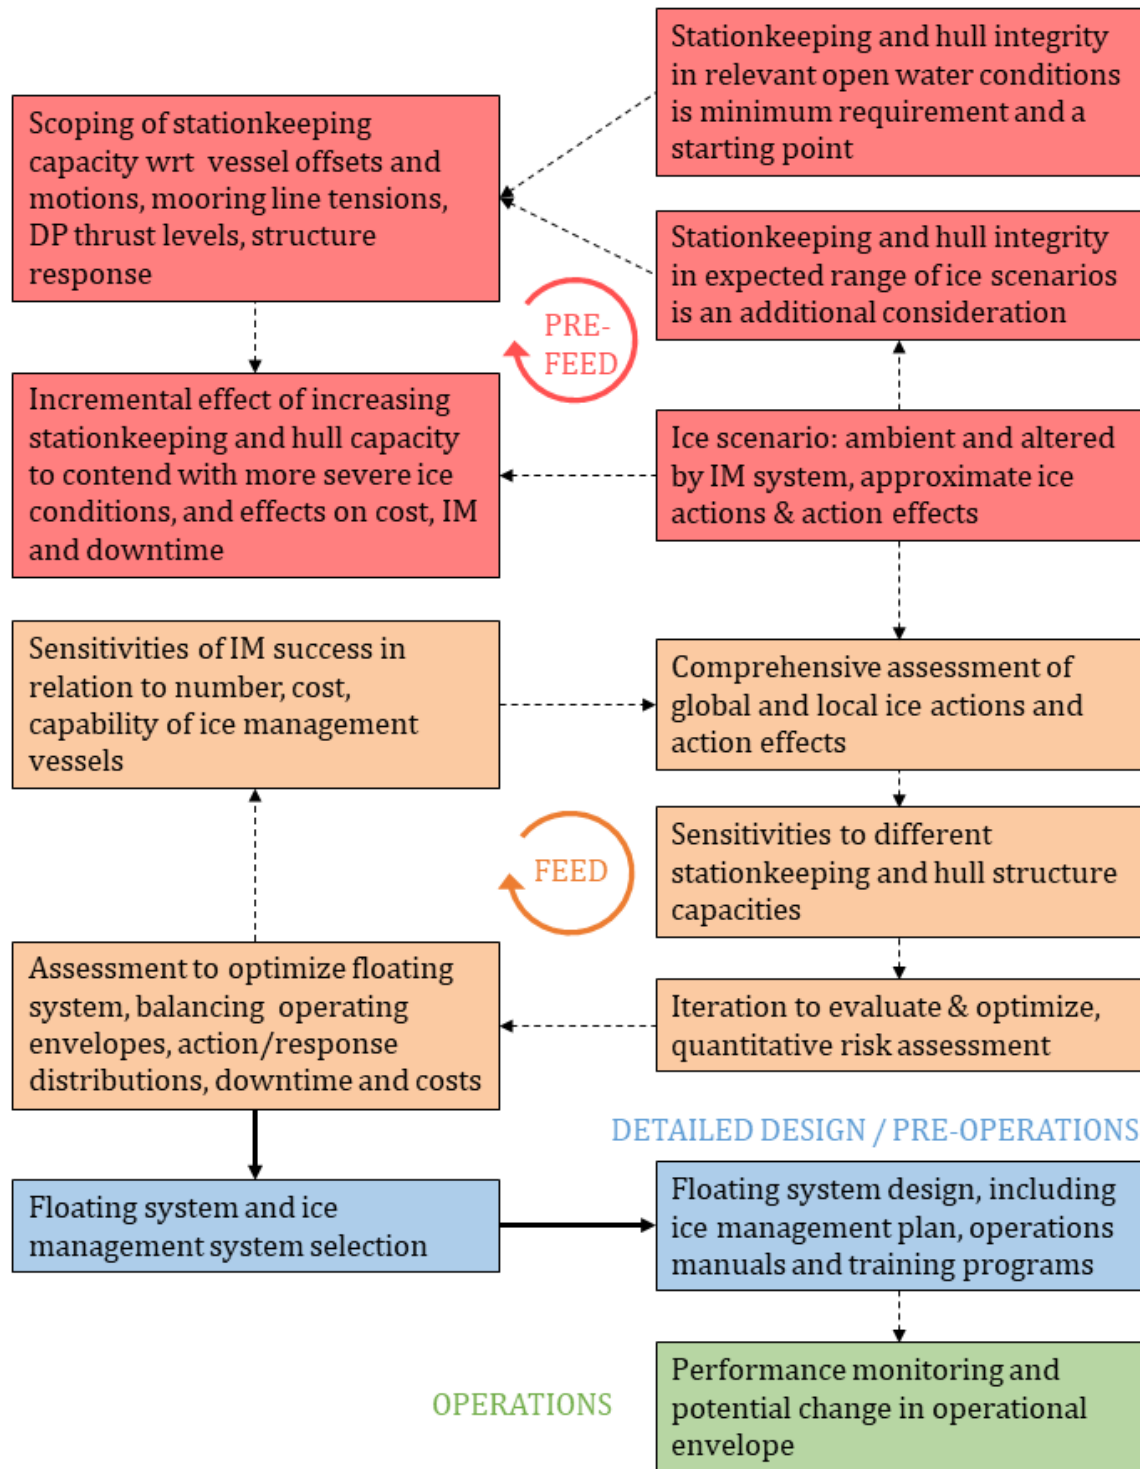 Stationkeeping and hull integrity
in relevant open water conditions
is minimum requirement and a
starting point
Scoping of stationkeeping
capacity wrt vessel offsets and
motions, mooring line tensions,
DP thrust levels, structure
response
Stationkeeping and hull integrity
in expected range of ice scenarios
is an additional consideration
PRE-
FEED
Incremental effect of increasing
stationkeeping and hull capacity
to contend with more severe ice
conditions, and effects on cost, IM
and downtime
Ice scenario: ambient and altered
by IM system, approximate ice
actions & action effects
Sensitivities of IM success in
relation to number, cost,
capability of ice management
vessels
Comprehensive assessment of
global and local ice actions and
action effects
FEED
Sensitivities to different
stationkeeping and hull structure
capacities
Assessment to optimize floating
system, balancing operating
envelopes, action/response
distributions, downtime and costs
Iteration to evaluate & optimize,
quantitative risk assessment
DETAILED DESIGN / PRE-OPERATIONS
Floating system and ice
management system selection
Floating system design, including
ice management plan, operations
manuals and training programs
OPERATIONS
Performance monitoring and
potential change in operational
envelope